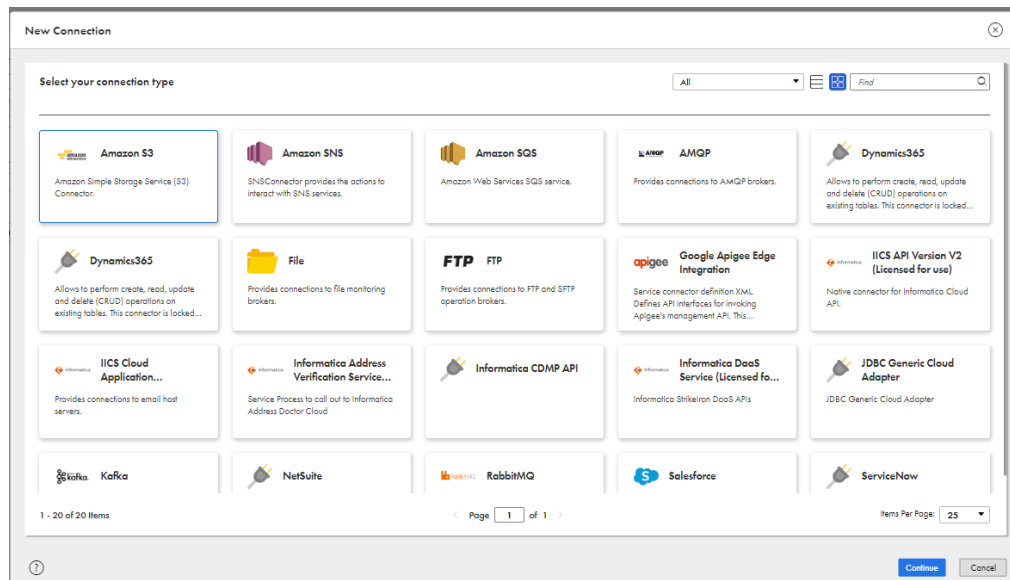 New Connection
Select your connection type
All
Find
Amazon S3
Amazon Simple Storage Service (S3)
Connector.
Amazon SNS
SNSConnector provides the actions to
interact with SNS services.
Amazon SQS
Amazon Web Services SQS service.
AMQP
AMQP
Provides connections to AMQP brokers.
Dynamics365
Allows to perform create, read, update
and delete (CRUD) operations on
existing tables. This connector is locked...
Dynamics365
Allows to perform create, read, update
and delete (CRUD) operations on
existing tables. This connector is locked...
File
Provides connections to file monitoring
brokers.
FTP
FTP
Provides connections to FTP and SFTP
operation brokers.
apigee
Google Apigee Edge
Integration
Service connector definition XML.
Defines API interfaces for invoking
Apigee's management API. This...
Informatica
IICS API Version V2
(Licensed for use)
Native connector for Informatica Cloud
API.
Informatica
IICS Cloud
Application...
Provides connections to email host
servers.
Informatica
Informatica Address
Verification Service...
Service Process to call out to Informatica
Address Doctor Cloud
Informatica CDMP API
Informatica
Informatica DaaS
Service (Licensed fo...
Informatica StrikeIron DaaS APIs
JDBC Generic Cloud
Adapter
JDBC Generic Cloud Adapter
kafka
Kafka
NetSuite
RabbitMQ
RabbitMQ
S
Salesforce
ServiceNow
1 - 20 of 20 Items
Page 1 of 1
Items Per Page: 25
?
Continue
Cancel